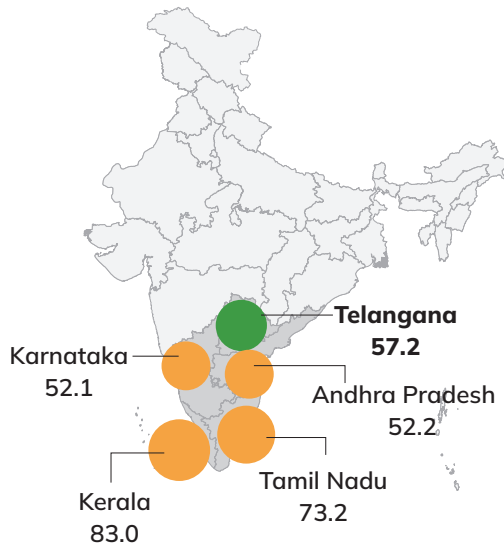 Telangana
57.2
Karnataka
52.1
Andhra Pradesh
52.2
Tamil Nadu
73.2
Kerala
83.0